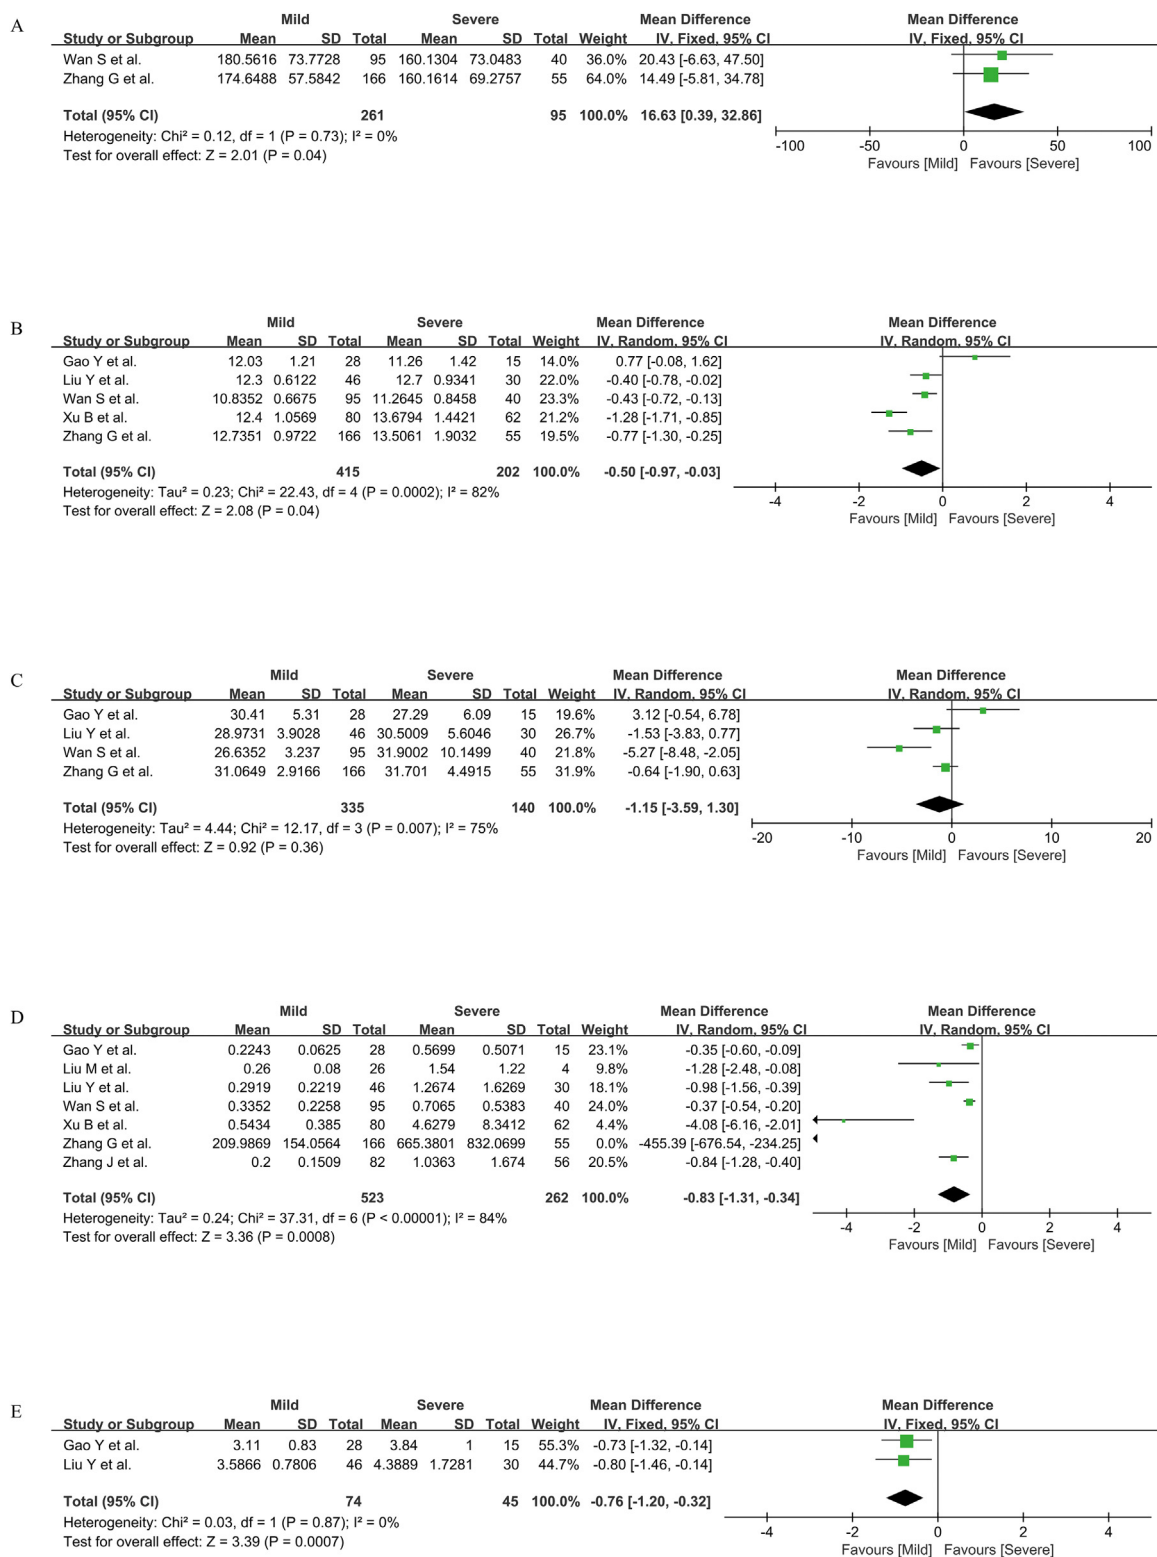 A
Mild Severe Mean Difference Mean Difference
Study or Subgroup Mean SD Total Mean SD Total Weight IV, Fixed, 95% CI IV, Fixed, 95% CI
Wan S et al. 180.5616 73.7728 95 160.1304 73.0483 40 36.0% 20.43 [-6.63, 47.50]
Zhang G et al. 174.6488 57.5842 166 160.1614 69.2757 55 64.0% 14.49 [-5.81, 34.78]
Total (95% CI) 261 95 100.0% 16.63 [0.39, 32.86]
Heterogeneity: Chi² = 0.12, df = 1 (P = 0.73); I² = 0%
Test for overall effect: Z = 2.01 (P = 0.04)
-100 -50 0 50 100
Favours [Mild] Favours [Severe]
B
Mild Severe Mean Difference Mean Difference
Study or Subgroup Mean SD Total Mean SD Total Weight IV, Random, 95% CI IV, Random, 95% CI
Gao Y et al. 12.03 1.21 28 11.26 1.42 15 14.0% 0.77 [-0.08, 1.62]
Liu Y et al. 12.3 0.6122 46 12.7 0.9341 30 22.0% -0.40 [-0.78, -0.02]
Wan S et al. 10.8352 0.6675 95 11.2645 0.8458 40 23.3% -0.43 [-0.72, -0.13]
Xu B et al. 12.4 1.0569 80 13.6794 1.4421 62 21.2% -1.28 [-1.71, -0.85]
Zhang G et al. 12.7351 0.9722 166 13.5061 1.9032 55 19.5% -0.77 [-1.30, -0.25]
Total (95% CI) 415 202 100.0% -0.50 [-0.97, -0.03]
Heterogeneity: Tau² = 0.23; Chi² = 22.43, df = 4 (P = 0.0002); I² = 82%
Test for overall effect: Z = 2.08 (P = 0.04)
-4 -2 0 2 4
Favours [Mild] Favours [Severe]
C
Mild Severe Mean Difference Mean Difference
Study or Subgroup Mean SD Total Mean SD Total Weight IV, Random, 95% CI IV, Random, 95% CI
Gao Y et al. 30.41 5.31 28 27.29 6.09 15 19.6% 3.12 [-0.54, 6.78]
Liu Y et al. 28.9731 3.9028 46 30.5009 5.6046 30 26.7% -1.53 [-3.83, 0.77]
Wan S et al. 26.6352 3.237 95 31.9002 10.1499 40 21.8% -5.27 [-8.48, -2.05]
Zhang G et al. 31.0649 2.9166 166 31.701 4.4915 55 31.9% -0.64 [-1.90, 0.63]
Total (95% CI) 335 140 100.0% -1.15 [-3.59, 1.30]
Heterogeneity: Tau² = 4.44; Chi² = 12.17, df = 3 (P = 0.007); I² = 75%
Test for overall effect: Z = 0.92 (P = 0.36)
-20 -10 0 10 20
Favours [Mild] Favours [Severe]
D
Mild Severe Mean Difference Mean Difference
Study or Subgroup Mean SD Total Mean SD Total Weight IV, Random, 95% CI IV, Random, 95% CI
Gao Y et al. 0.2243 0.0625 28 0.5699 0.5071 15 23.1% -0.35 [-0.60, -0.09]
Liu M et al. 0.26 0.08 26 1.54 1.22 4 9.8% -1.28 [-2.48, -0.08]
Liu Y et al. 0.2919 0.2219 46 1.2674 1.6269 30 18.1% -0.98 [-1.56, -0.39]
Wan S et al. 0.3352 0.2258 95 0.7065 0.5383 40 24.0% -0.37 [-0.54, -0.20]
Xu B et al. 0.5434 0.385 80 4.6279 8.3412 62 4.4% -4.08 [-6.16, -2.01]
Zhang G et al. 209.9869 154.0564 166 665.3801 832.0699 55 0.0% -455.39 [-676.54, -234.25]
Zhang J et al. 0.2 0.1509 82 1.0363 1.674 56 20.5% -0.84 [-1.28, -0.40]
Total (95% CI) 523 262 100.0% -0.83 [-1.31, -0.34]
Heterogeneity: Tau² = 0.24; Chi² = 37.31, df = 6 (P < 0.00001); I² = 84%
Test for overall effect: Z = 3.36 (P = 0.0008)
-4 -2 0 2 4
Favours [Mild] Favours [Severe]
E
Mild Severe Mean Difference Mean Difference
Study or Subgroup Mean SD Total Mean SD Total Weight IV, Fixed, 95% CI IV, Fixed, 95% CI
Gao Y et al. 3.11 0.83 28 3.84 1 15 55.3% -0.73 [-1.32, -0.14]
Liu Y et al. 3.5866 0.7806 46 4.3889 1.7281 30 44.7% -0.80 [-1.46, -0.14]
Total (95% CI) 74 45 100.0% -0.76 [-1.20, -0.32]
Heterogeneity: Chi² = 0.03, df = 1 (P = 0.87); I² = 0%
Test for overall effect: Z = 3.39 (P = 0.0007)
-4 -2 0 2 4
Favours [Mild] Favours [Severe]